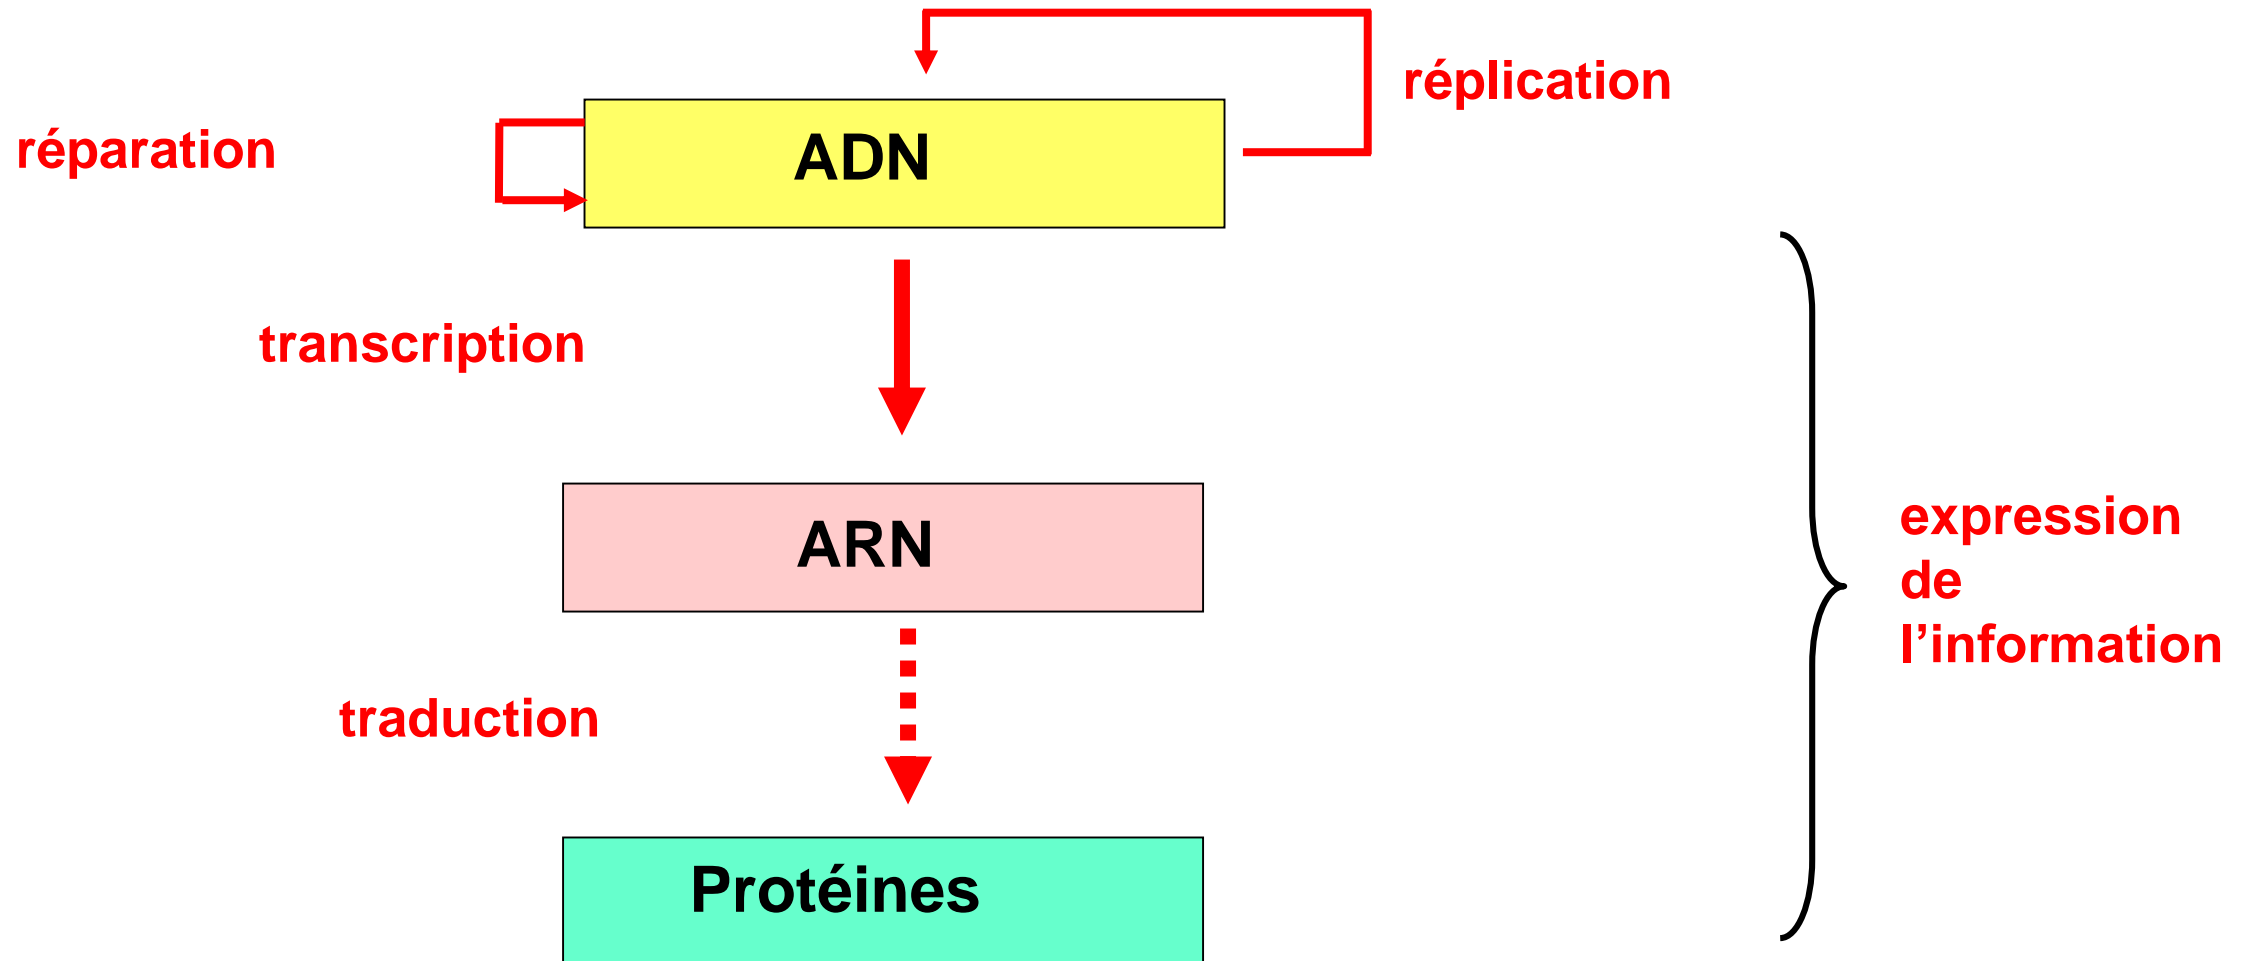 réplication
réparation
ADN
transcription
ARN
expression
de
l’information
traduction
Protéines